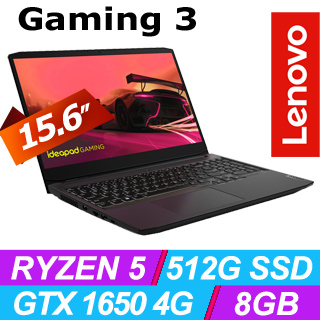 Gaming 3
Lenovo
15.6"
ideapad GAMING
RYZEN 5 512G SSD
GTX 1650 4G 8GB